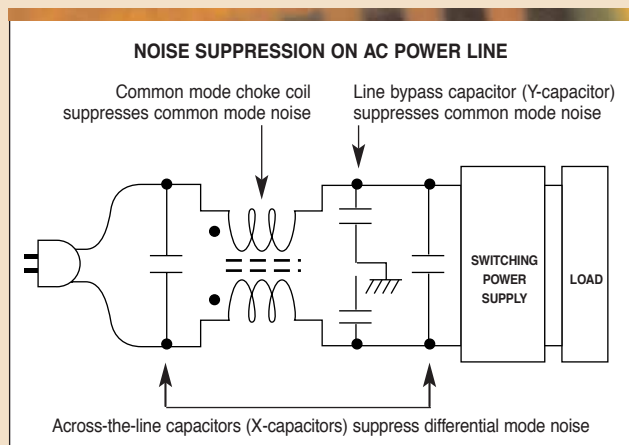 NOISE SUPPRESSION ON AC POWER LINE
Common mode choke coil
suppresses common mode noise
Line bypass capacitor (Y-capacitor)
suppresses common mode noise
SWITCHING
POWER
SUPPLY
LOAD
Across-the-line capacitors (X-capacitors) suppress differential mode noise